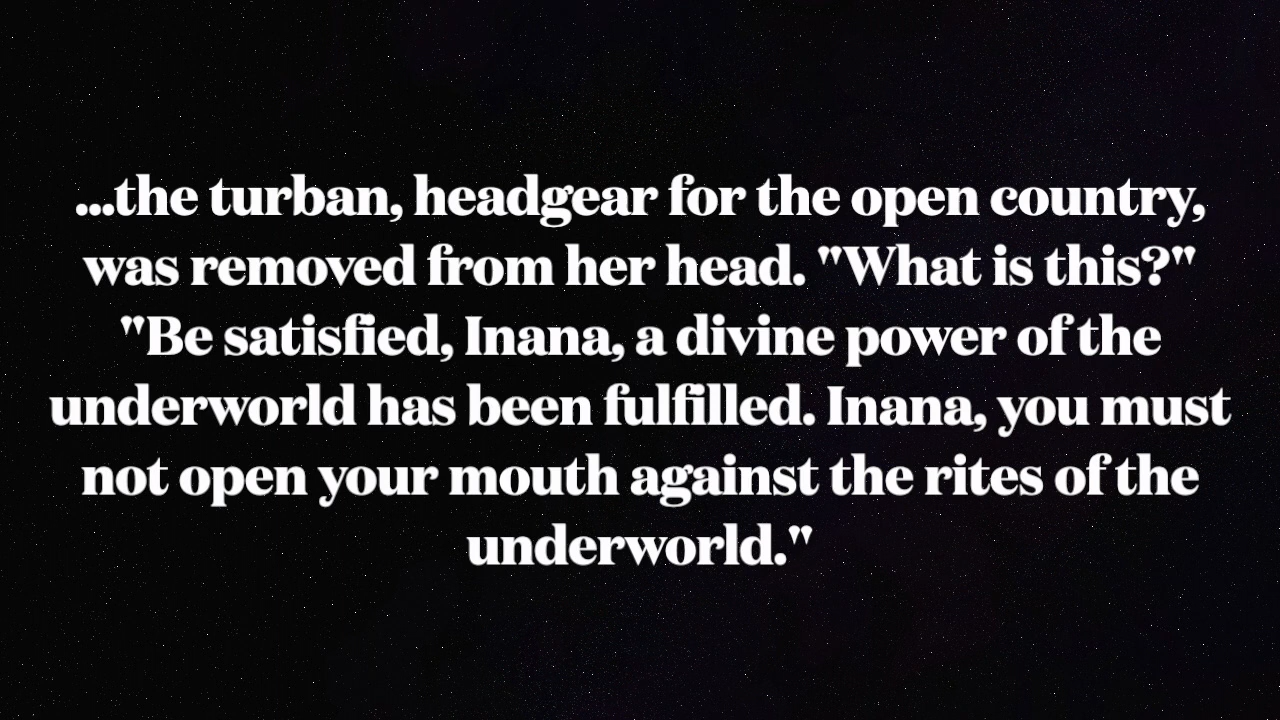 ...the turban, headgear for the open country,
was removed from her head. "What is this?"
"Be satisfied, Inana, a divine power of the
underworld has been fulfilled. Inana, you must
not open your mouth against the rites of the
underworld."